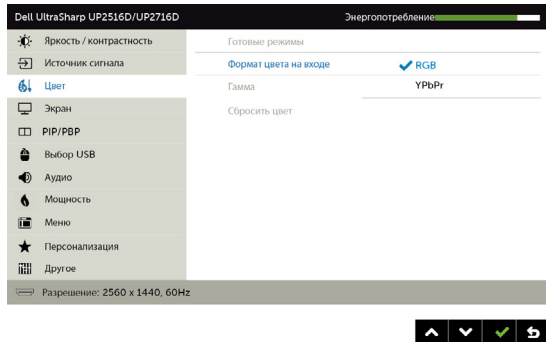 Dell UltraSharp UP2516D/UP2716D
Энергопотребление
Яркость / контрастность
Готовые режимы
Источник сигнала
Формат цвета на входе
RGB
Цвет
Гамма
YPbPr
Экран
Сбросить цвет
PIP/PBP
Выбор USB
Аудио
Мощность
Меню
Персонализация
Другое
Разрешение: 2560 x 1440, 60Hz